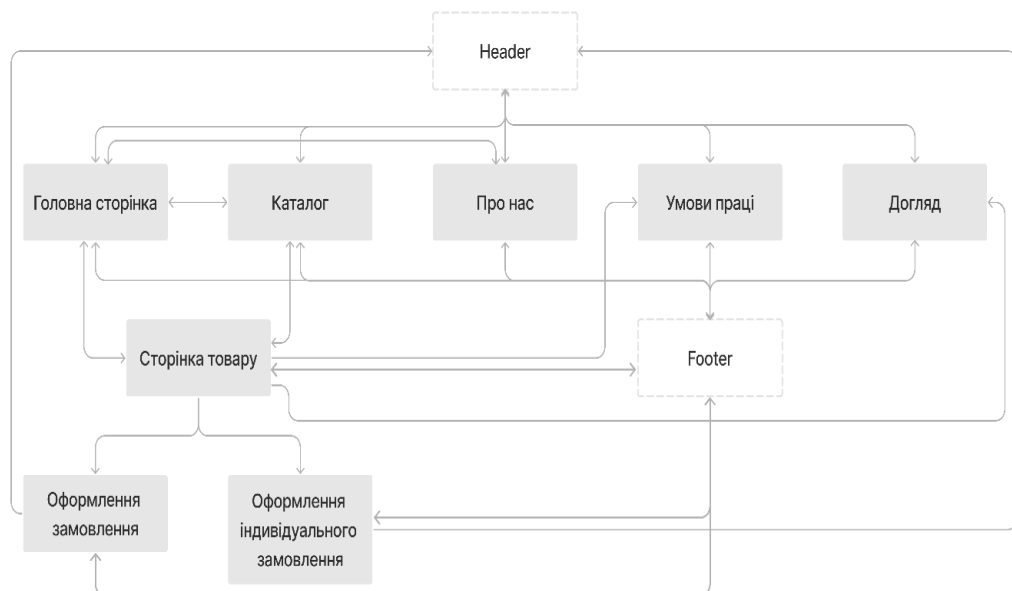 Header
Головна сторінка
Каталог
Про нас
Умови праці
Догляд
Сторінка товару
Footer
Оформлення
замовлення
Оформлення
індивідуального
замовлення